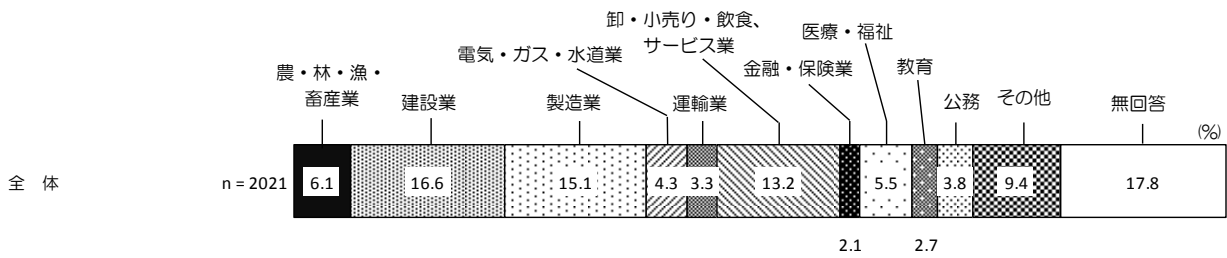 卸・小売り・飲食、
サービス業
医療・福祉
電気・ガス・水道業
金融・保険業
教育
農・林・漁・
畜産業
建設業
製造業
運輸業
公務
その他
無回答
(%)
全 体
n = 2021
6.1
16.6
15.1
4.3
3.3
13.2
5.5
3.8
9.4
17.8
2.1
2.7